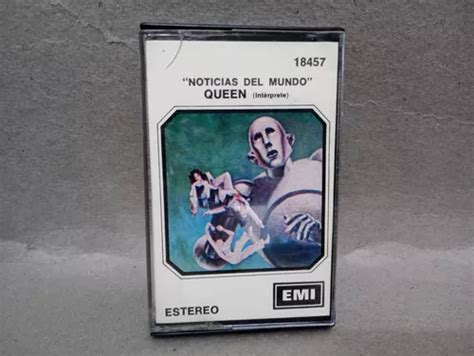 18457
"NOTICIAS DEL MUNDO"
QUEEN (Intérprete)
ESTEREO
EMI